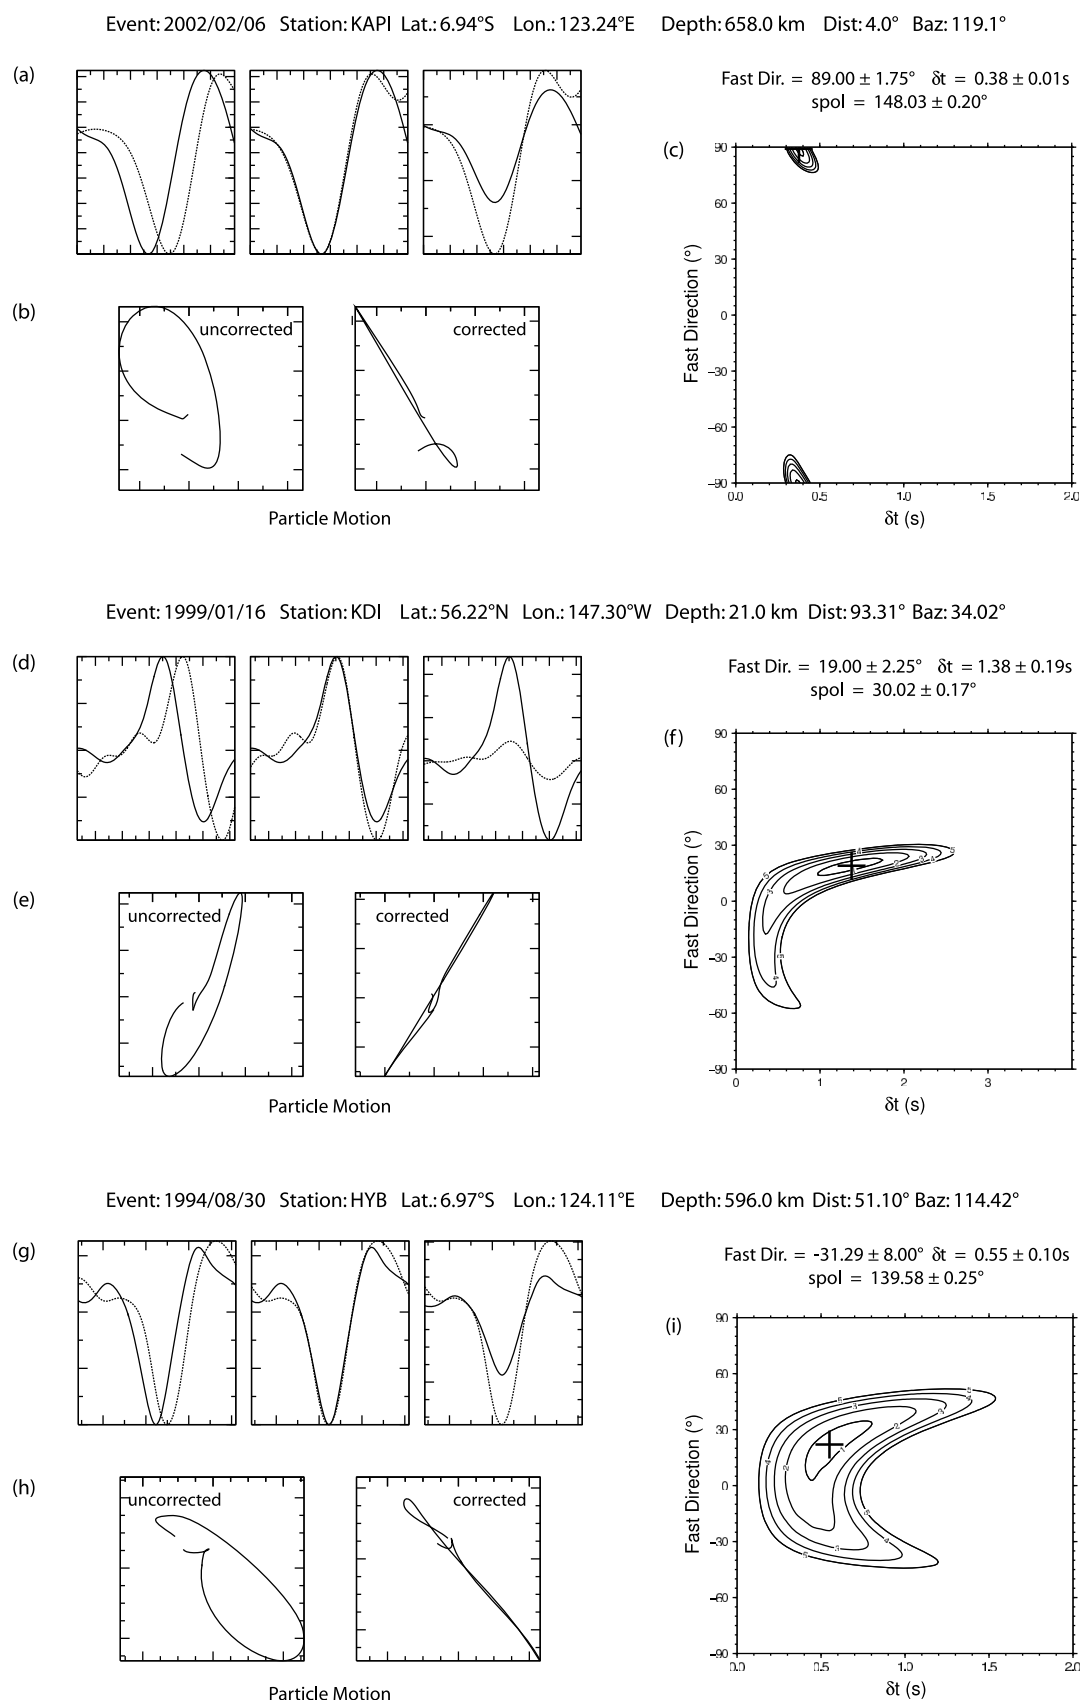 Event: 2002/02/06 Station: KAPI Lat.: 6.94°S Lon.: 123.24°E Depth: 658.0 km Dist: 4.0° Baz: 119.1°
(a)
Fast Dir. = 89.00 ± 1.75° δt = 0.38 ± 0.01s
spol = 148.03 ± 0.20°
(c)
90
60
30
0
−30
−60
−90
Fast Direction (°)
0.0 0.5 1.0 1.5 2.0
δt (s)
(b)
uncorrected
corrected
Particle Motion
Event: 1999/01/16 Station: KDI Lat.: 56.22°N Lon.: 147.30°W Depth: 21.0 km Dist: 93.31° Baz: 34.02°
(d)
Fast Dir. = 19.00 ± 2.25° δt = 1.38 ± 0.19s
spol = 30.02 ± 0.17°
(f)
90
60
30
0
−30
−60
−90
Fast Direction (°)
0 1 2 3
δt (s)
(e)
uncorrected
corrected
Particle Motion
Event: 1994/08/30 Station: HYB Lat.: 6.97°S Lon.: 124.11°E Depth: 596.0 km Dist: 51.10° Baz: 114.42°
(g)
Fast Dir. = -31.29 ± 8.00° δt = 0.55 ± 0.10s
spol = 139.58 ± 0.25°
(i)
90
60
30
0
−30
−60
−90
Fast Direction (°)
0.0 0.5 1.0 1.5 2.0
δt (s)
(h)
uncorrected
corrected
Particle Motion